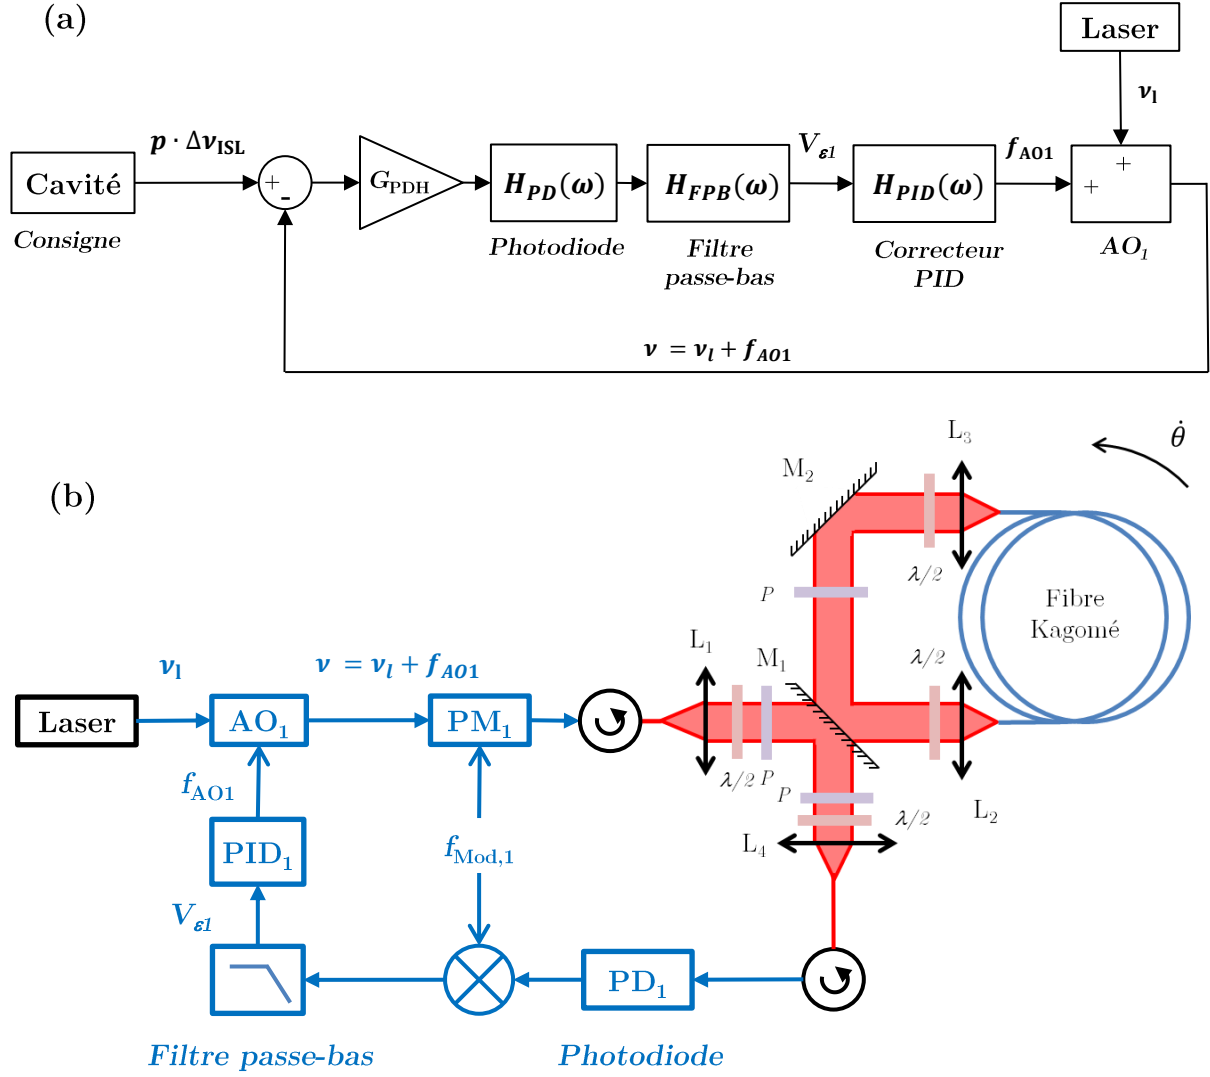 (a)
Laser
ν_l
p · Δν_ISL
V_ε1
f_AO1
Cavité
+
-
G_PDH
H_PD(ω)
H_FPB(ω)
H_PID(ω)
+
+
Consigne
Photodiode
Filtre
passe-bas
Correcteur
PID
AO_1
ν = ν_l + f_AO1
(b)
M_2
L_3
θ̇
λ/2
P
Fibre
Kagomé
L_1
M_1
λ/2
ν_l
ν = ν_l + f_AO1
Laser
AO_1
PM_1
λ/2
P
P
λ/2
L_2
f_AO1
L_4
PID_1
f_Mod,1
V_ε1
PD_1
Filtre passe-bas
Photodiode